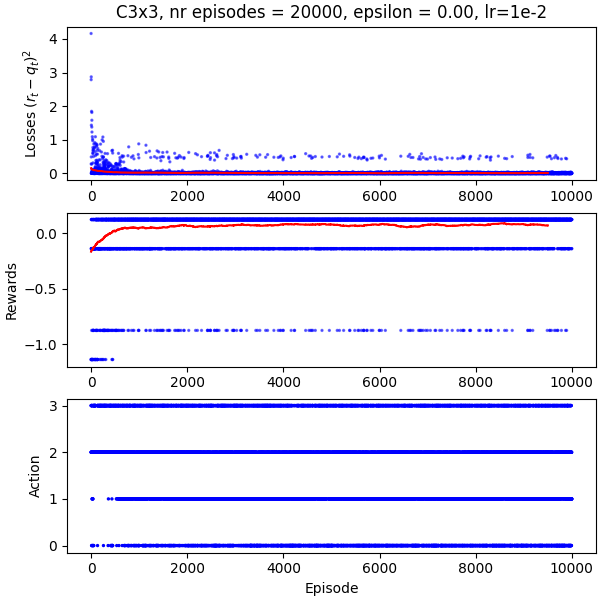 C3x3, nr episodes = 20000, epsilon = 0.00, lr=1e-2
Losses (r_t − q_t)²
4
3
2
1
0
0 2000 4000 6000 8000 10000
Rewards
0.0
−0.5
−1.0
0 2000 4000 6000 8000 10000
Action
3
2
1
0
0 2000 4000 6000 8000 10000
Episode